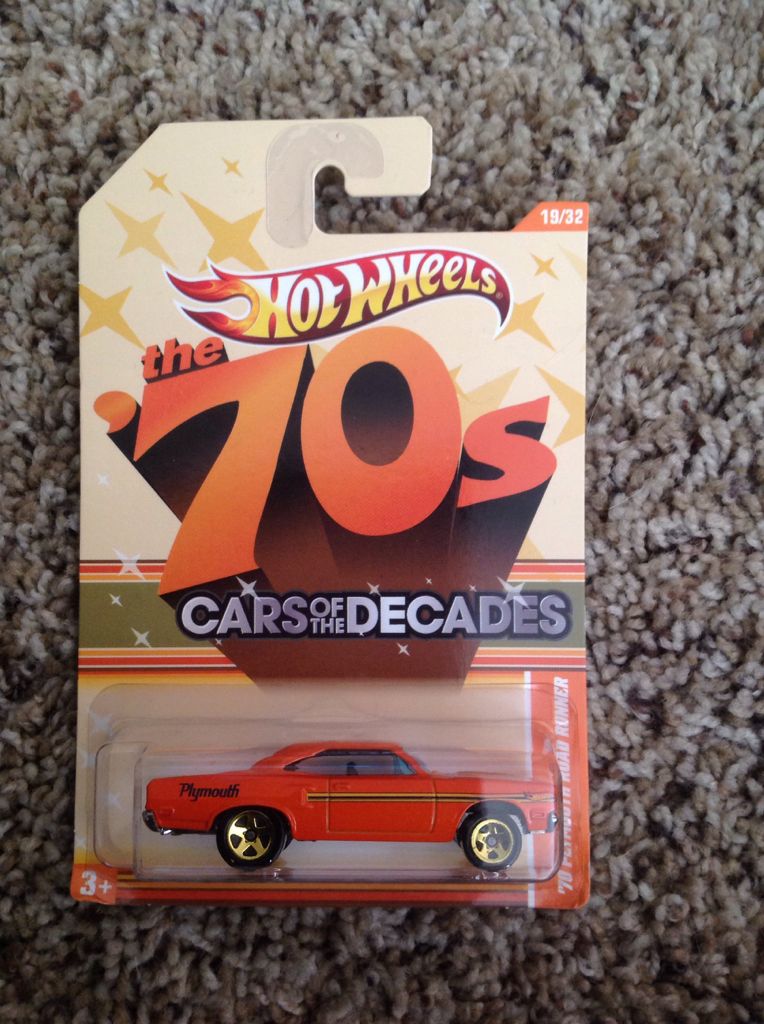 19/32
HOT WHEELS
the
'70s
CARS OF THE DECADES
'70 PLYMOUTH ROAD RUNNER
Plymouth
3+